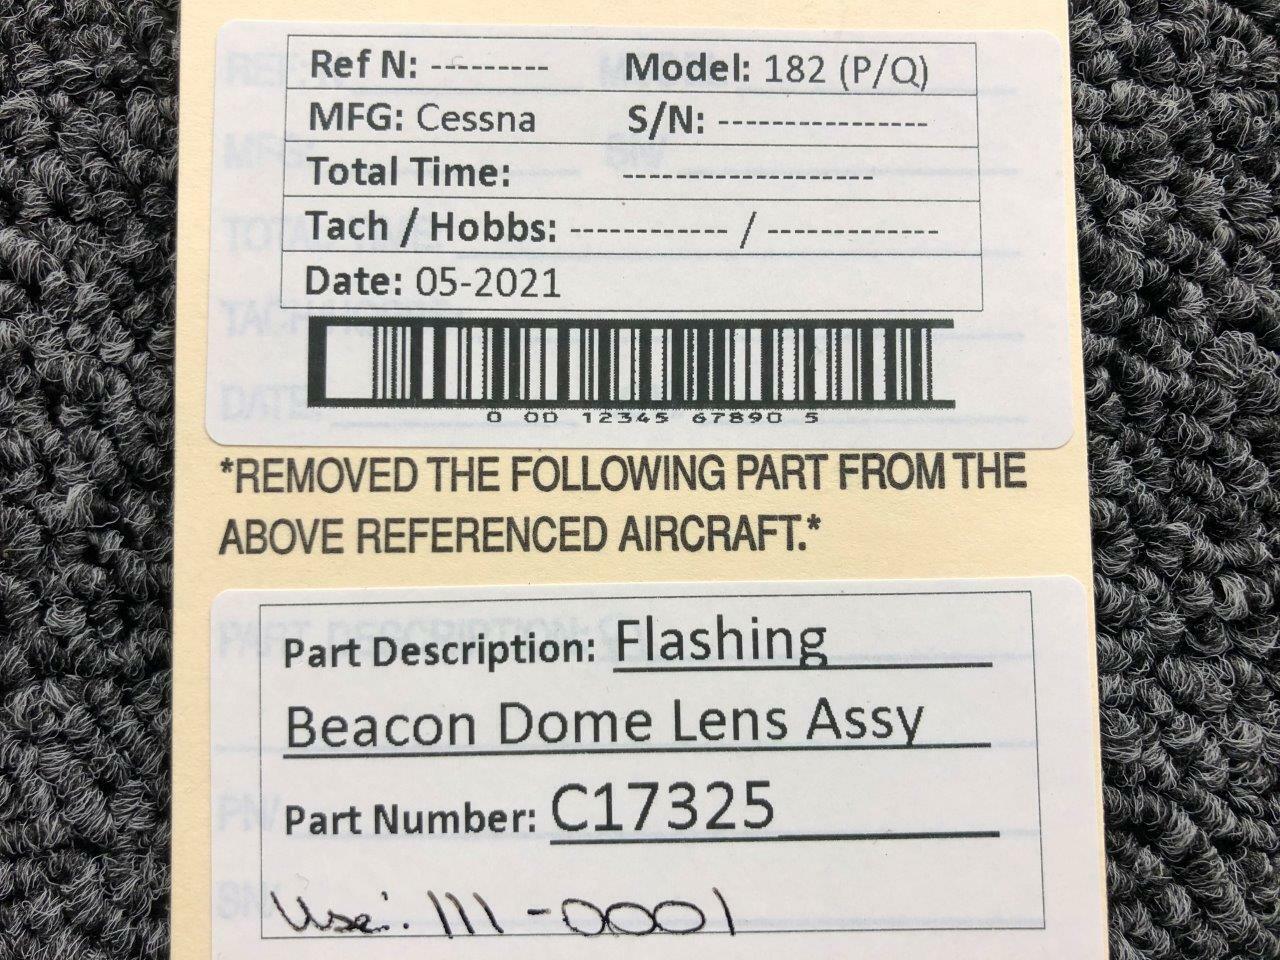 Ref N: --------- Model: 182 (P/Q)
MFG: Cessna S/N: ----------------
Total Time: -------------------
Tach / Hobbs: ------------ / -------------
Date: 05-2021
0 00 12345 67890 5
*REMOVED THE FOLLOWING PART FROM THE
ABOVE REFERENCED AIRCRAFT.*
Part Description: Flashing
Beacon Dome Lens Assy
Part Number: C17325
Use: 111-0001